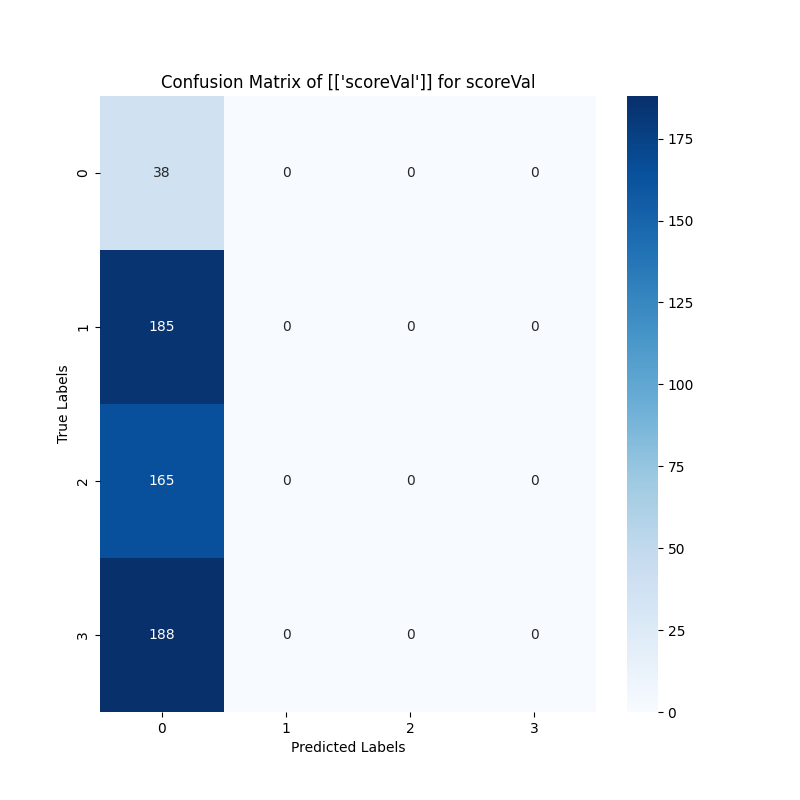 Confusion Matrix of [['scoreVal']] for scoreVal
True Labels
0
38 0 0 0
1
185 0 0 0
2
165 0 0 0
3
188 0 0 0
0 1 2 3
Predicted Labels
175
150
125
100
75
50
25
0